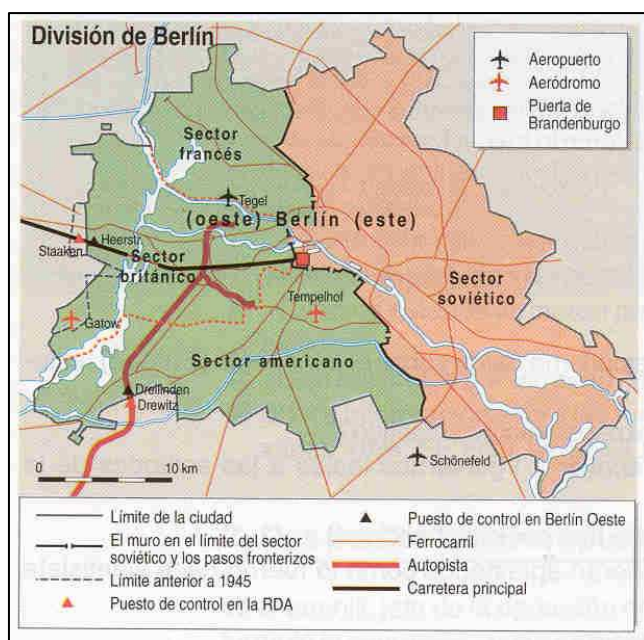 División de Berlín
Aeropuerto
Aeródromo
Puerta de
Brandenburgo
Sector
francés
Tegel
(oeste) Berlín (este)
Heerstr.
Staaken
Sector
británico
Sector
soviético
Tempelhof
Gatow
Sector americano
Dreilinden
Drewitz
Schönefeld
0 10 km
Límite de la ciudad
El muro en el límite del sector
soviético y los pasos fronterizos
Límite anterior a 1945
Puesto de control en la RDA
Puesto de control en Berlín Oeste
Ferrocarril
Autopista
Carretera principal